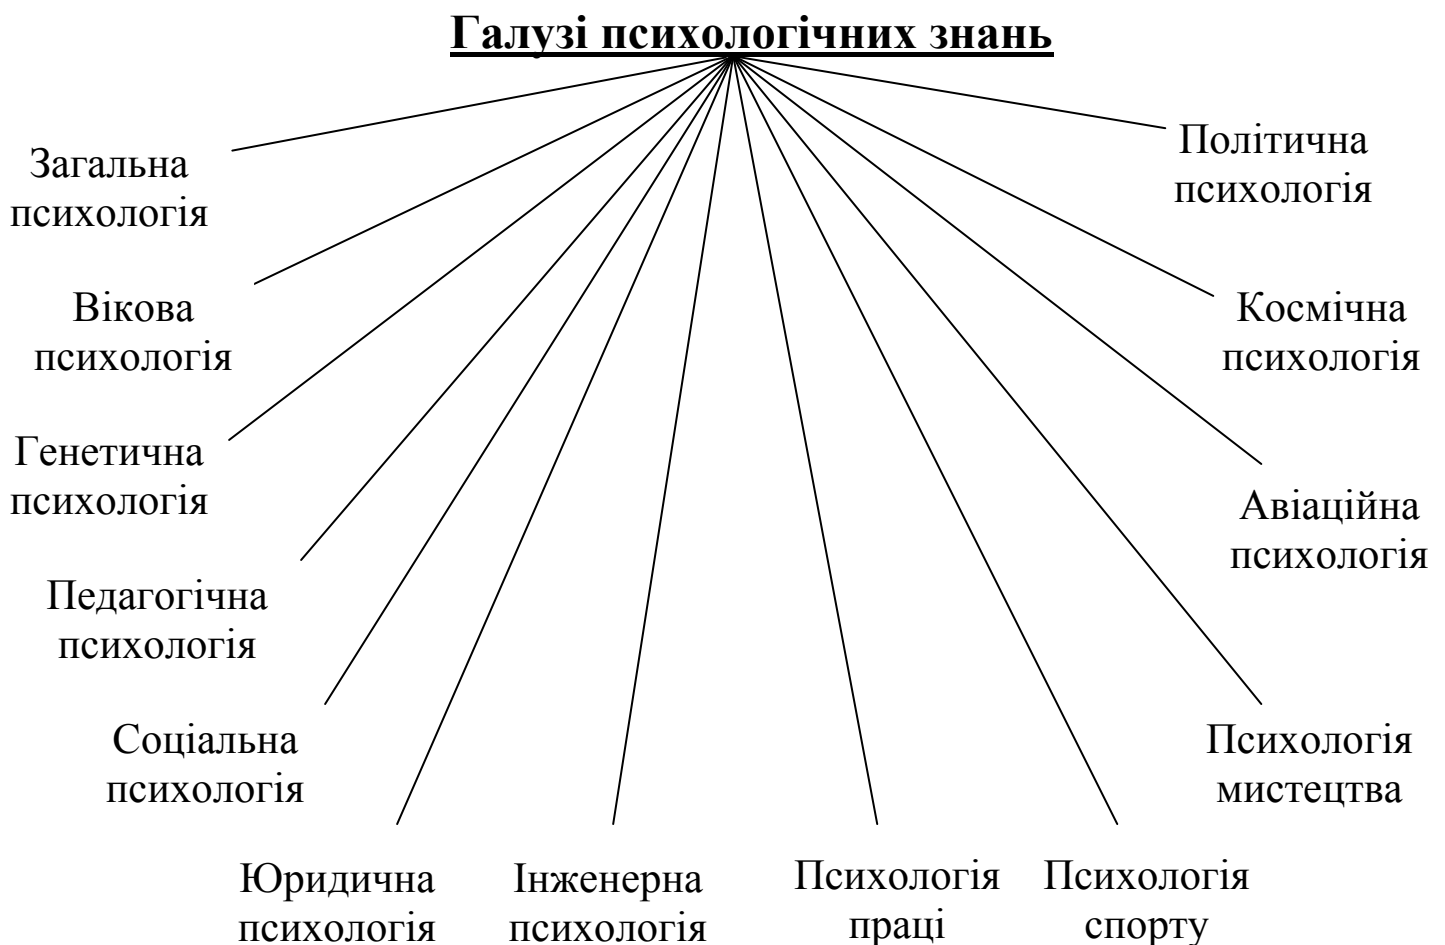 Галузі психологічних знань
Загальна
психологія
Вікова
психологія
Генетична
психологія
Педагогічна
психологія
Соціальна
психологія
Юридична
психологія
Інженерна
психологія
Психологія
праці
Психологія
спорту
Психологія
мистецтва
Авіаційна
психологія
Космічна
психологія
Політична
психологія